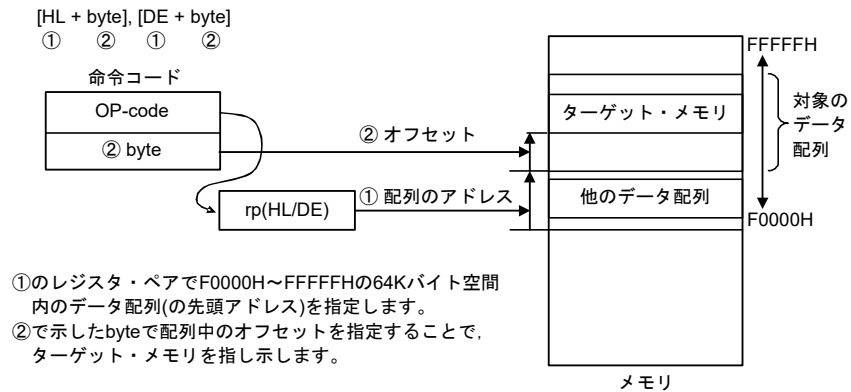 [HL + byte], [DE + byte]
① ② ① ②
命令コード
OP-code
② byte
② オフセット
rp(HL/DE)
① 配列のアドレス
FFFFFH
ターゲット・メモリ
対象の
データ
配列
他のデータ配列
F0000H
メモリ
①のレジスタ・ペアでF0000H～FFFFFHの64Kバイト空間
内のデータ配列(の先頭アドレス)を指定します。
②で示したbyteで配列中のオフセットを指定することで,
ターゲット・メモリを指し示します。